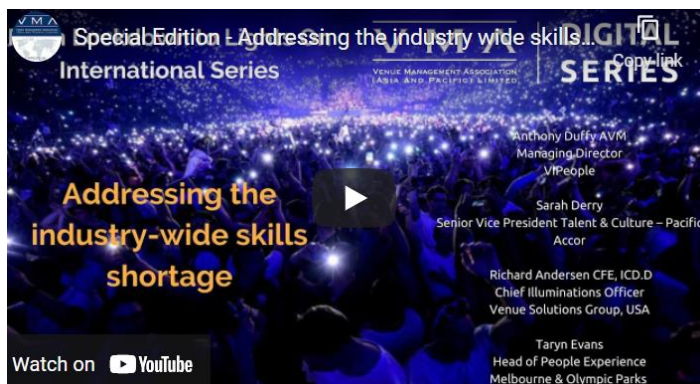 VMA
Special Edition - Addressing the industry wide skills...
Copy link
International Series
VMA
VENUE MANAGEMENT ASSOCIATION
(ASIA AND PACIFIC) LIMITED
DIGITAL
SERIES
Addressing the
industry-wide skills
shortage
Anthony Duffy AVM
Managing Director
VIPeople
Sarah Derry
Senior Vice President Talent & Culture – Pacific
Accor
Richard Andersen CFE, ICD.D
Chief Illuminations Officer
Venue Solutions Group, USA
Taryn Evans
Head of People Experience
Melbourne & Olympic Parks
Watch on YouTube